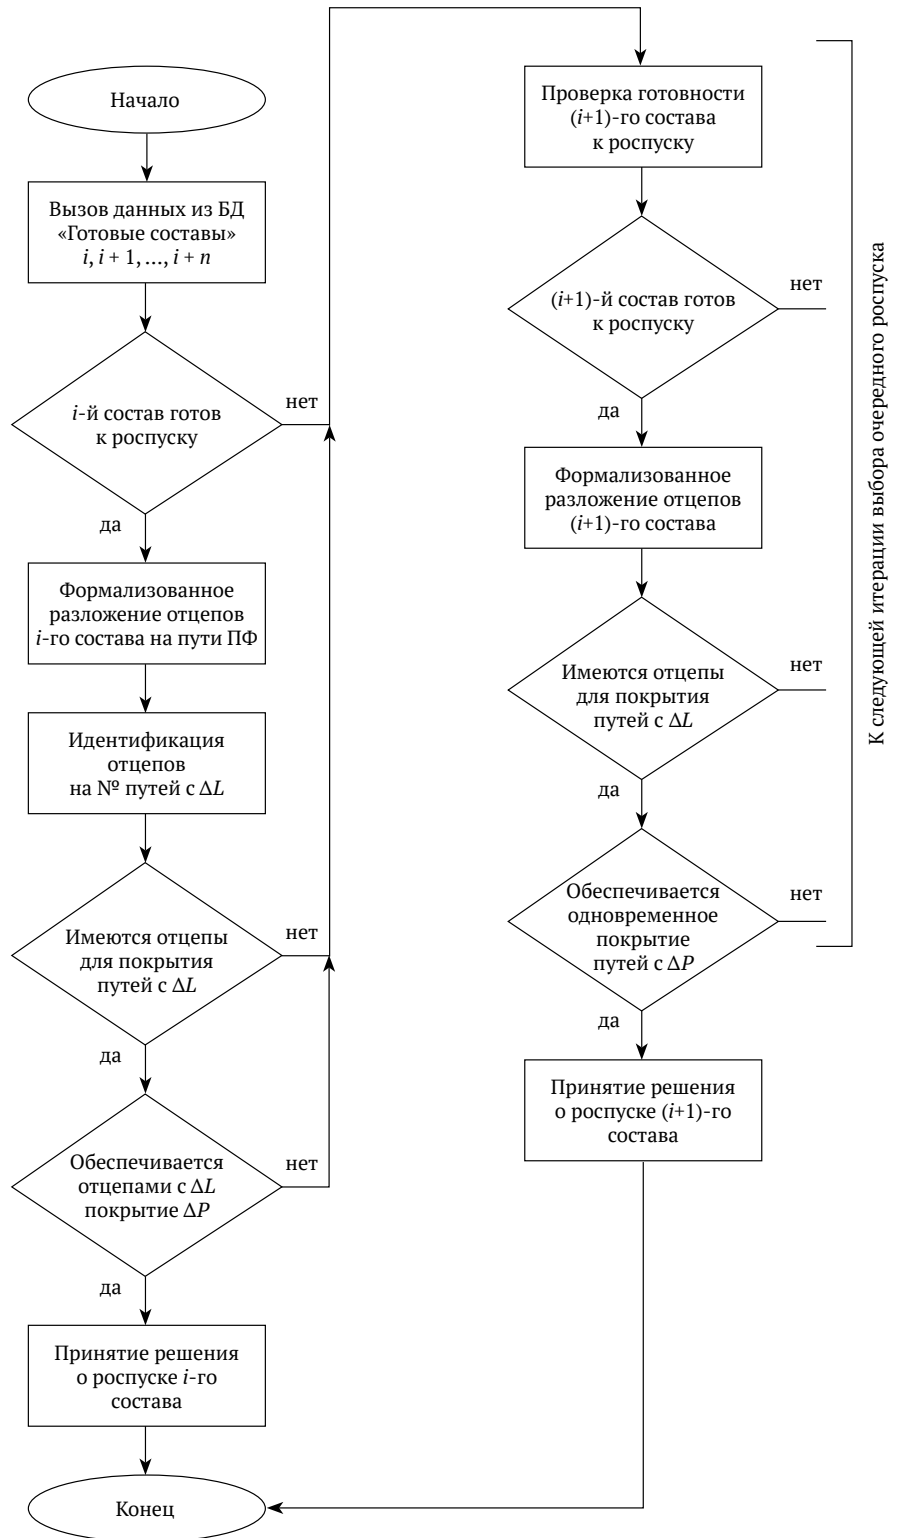 Начало
Вызов данных из БД
«Готовые составы»
i, i + 1, ..., i + n
i-й состав готов
к роспуску
нет
да
Формализованное
разложение отцепов
i-го состава на пути ПФ
Идентификация
отцепов
на № путей с ΔL
Имеются отцепы
для покрытия
путей с ΔL
нет
да
Обеспечивается
отцепами с ΔL
покрытие ΔP
нет
да
Принятие решения
о роспуске i-го
состава
Конец
Проверка готовности
(i+1)-го состава
к роспуску
(i+1)-й состав готов
к роспуску
нет
да
Формализованное
разложение отцепов
(i+1)-го состава
Имеются отцепы
для покрытия
путей с ΔL
нет
да
Обеспечивается
одновременное
покрытие
путей с ΔP
нет
да
Принятие решения
о роспуске (i+1)-го
состава
К следующей итерации выбора очередного роспуска